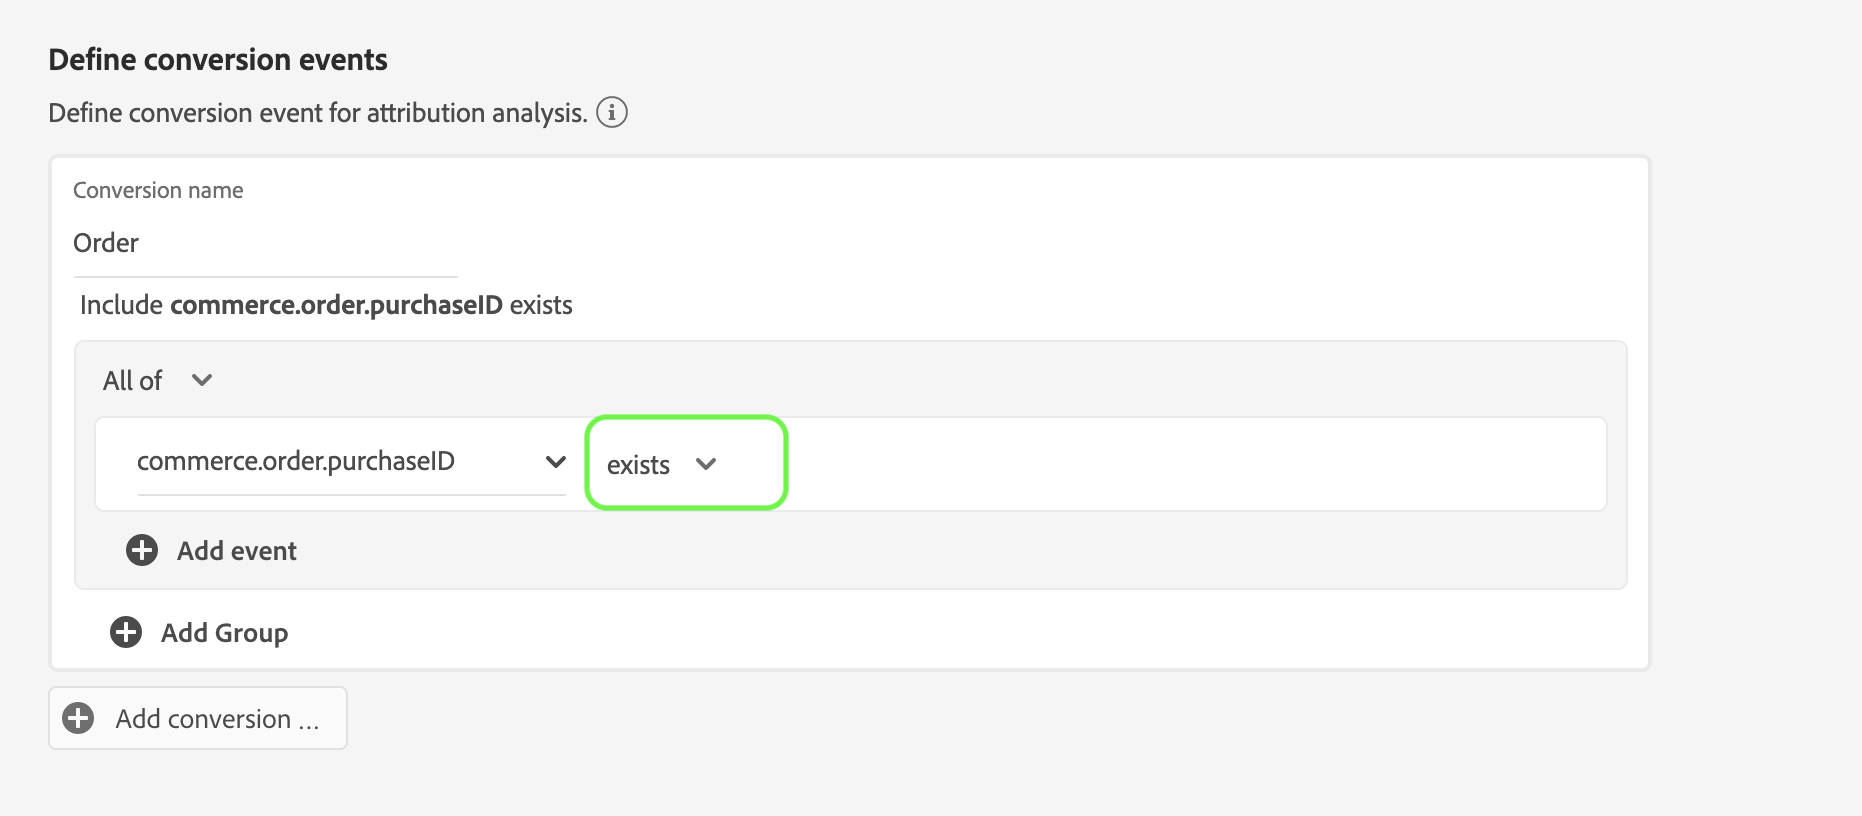 Define conversion events
Define conversion event for attribution analysis.
Conversion name
Order
Include commerce.order.purchaseID exists
All of
commerce.order.purchaseID exists
Add event
Add Group
Add conversion ...